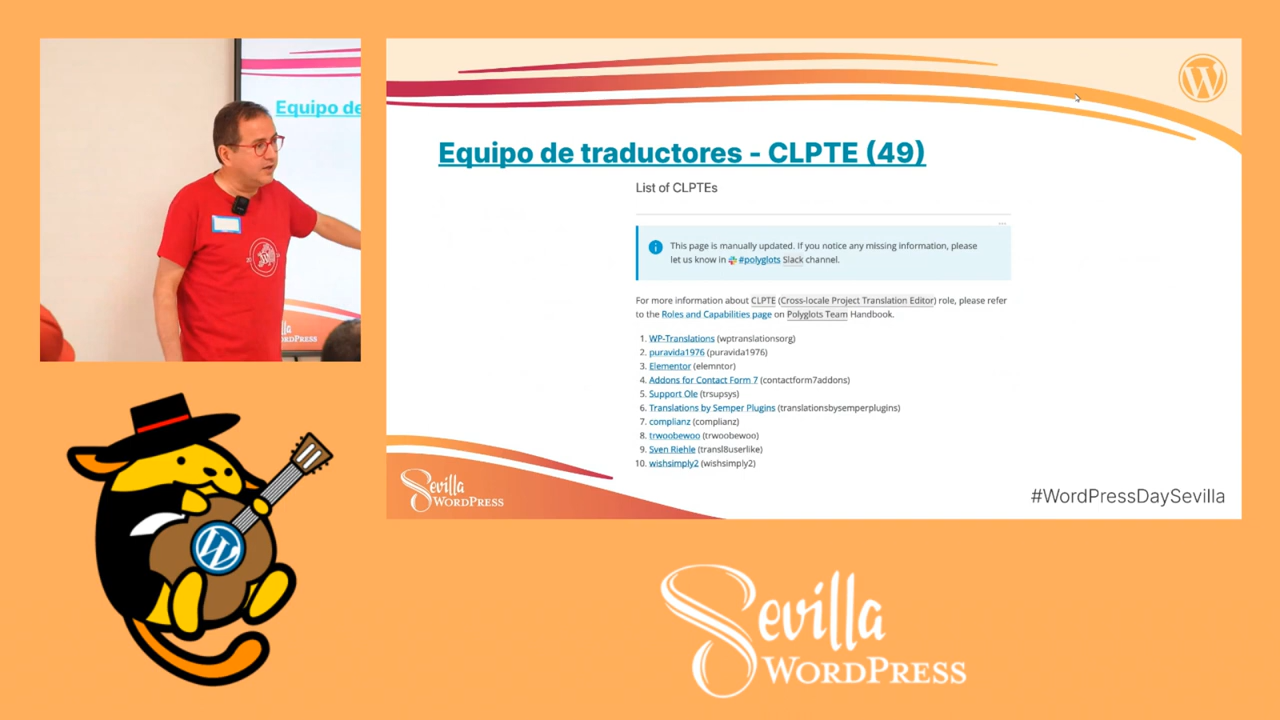 Equipo de
illa
RDPRESS
Equipo de traductores - CLPTE (49)
List of CLPTEs
This page is manually updated. If you notice any missing information, please
let us know in #polyglots Slack channel.
For more information about CLPTE (Cross-locale Project Translation Editor) role, please refer
to the Roles and Capabilities page on Polyglots Team Handbook.
1. WP-Translations (wptranslationsorg)
2. puravida1976 (puravida1976)
3. Elementor (elemntor)
4. Addons for Contact Form 7 (contactform7addons)
5. Support Ole (trsupsys)
6. Translations by Semper Plugins (translationsbysemperplugins)
7. complianz (complianz)
8. trwoobewoo (trwoobewoo)
9. Sven Riehle (transl8userlike)
10. wishsimply2 (wishsimply2)
Sevilla
WORDPRESS
#WordPressDaySevilla
Sevilla
WORDPRESS